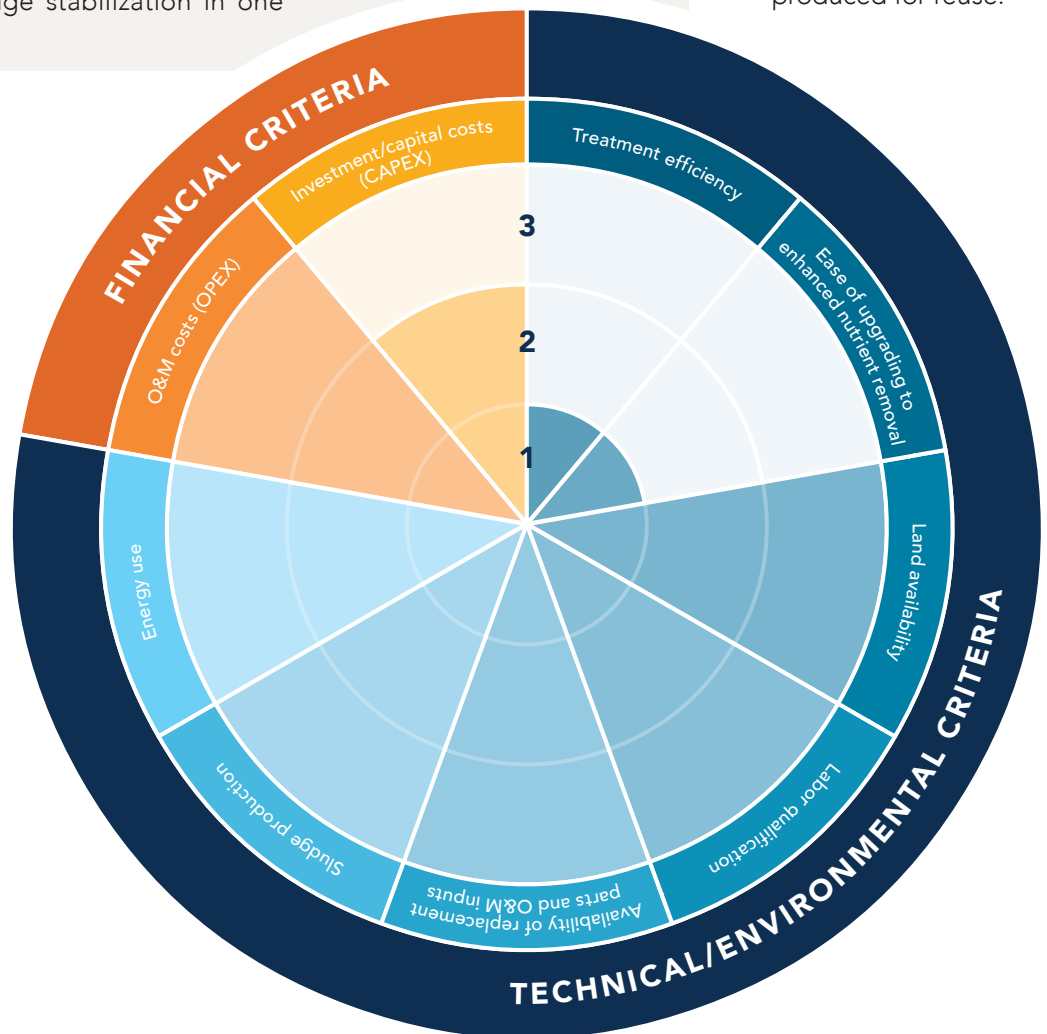 ge stabilization in one
produced for reuse.
FINANCIAL CRITERIA
Investment/capital costs
(CAPEX)
O&M costs (OPEX)
Treatment efficiency
Ease of upgrading to
enhanced nutrient removal
3
2
1
Land availability
Labor qualification
Availability of replacement
parts and O&M inputs
Sludge production
Energy use
TECHNICAL/ENVIRONMENTAL CRITERIA